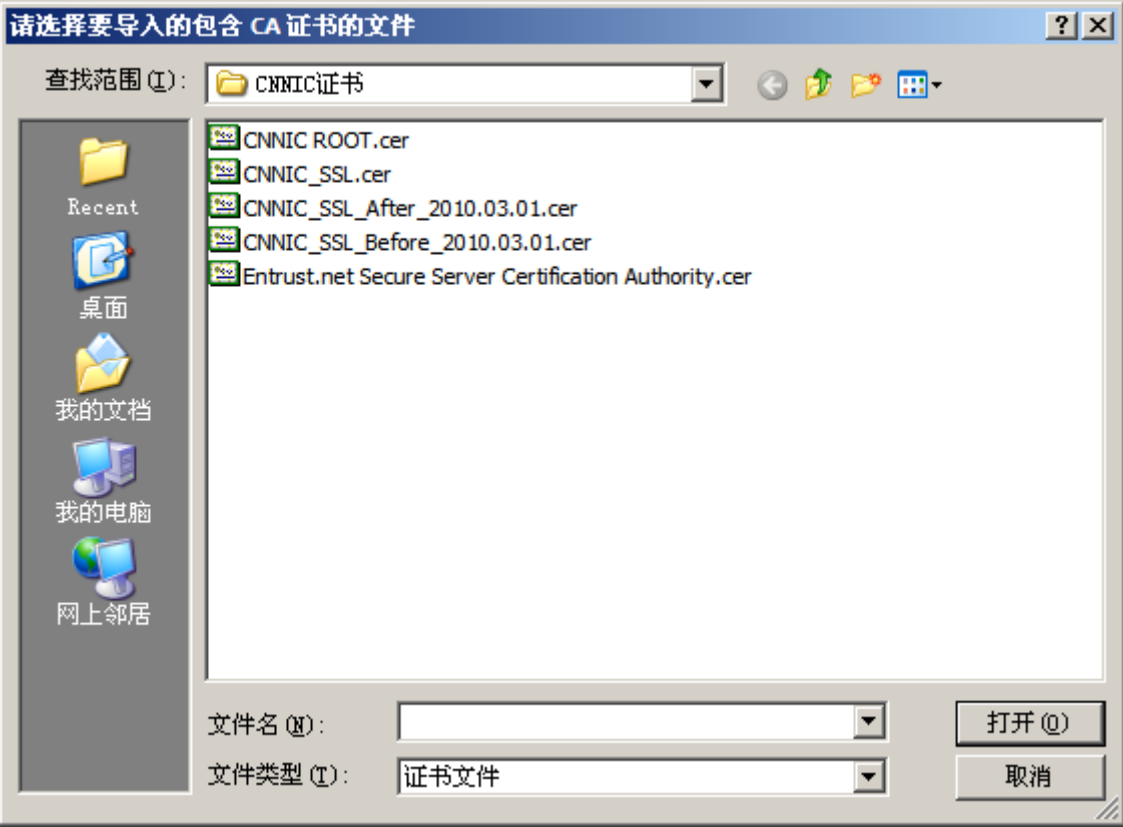 请选择要导入的包含 CA 证书的文件
查找范围(I):
CNNIC证书
Recent
桌面
我的文档
我的电脑
网上邻居
CNNIC ROOT.cer
CNNIC_SSL.cer
CNNIC_SSL_After_2010.03.01.cer
CNNIC_SSL_Before_2010.03.01.cer
Entrust.net Secure Server Certification Authority.cer
文件名(N):
打开(O)
文件类型(T):
证书文件
取消